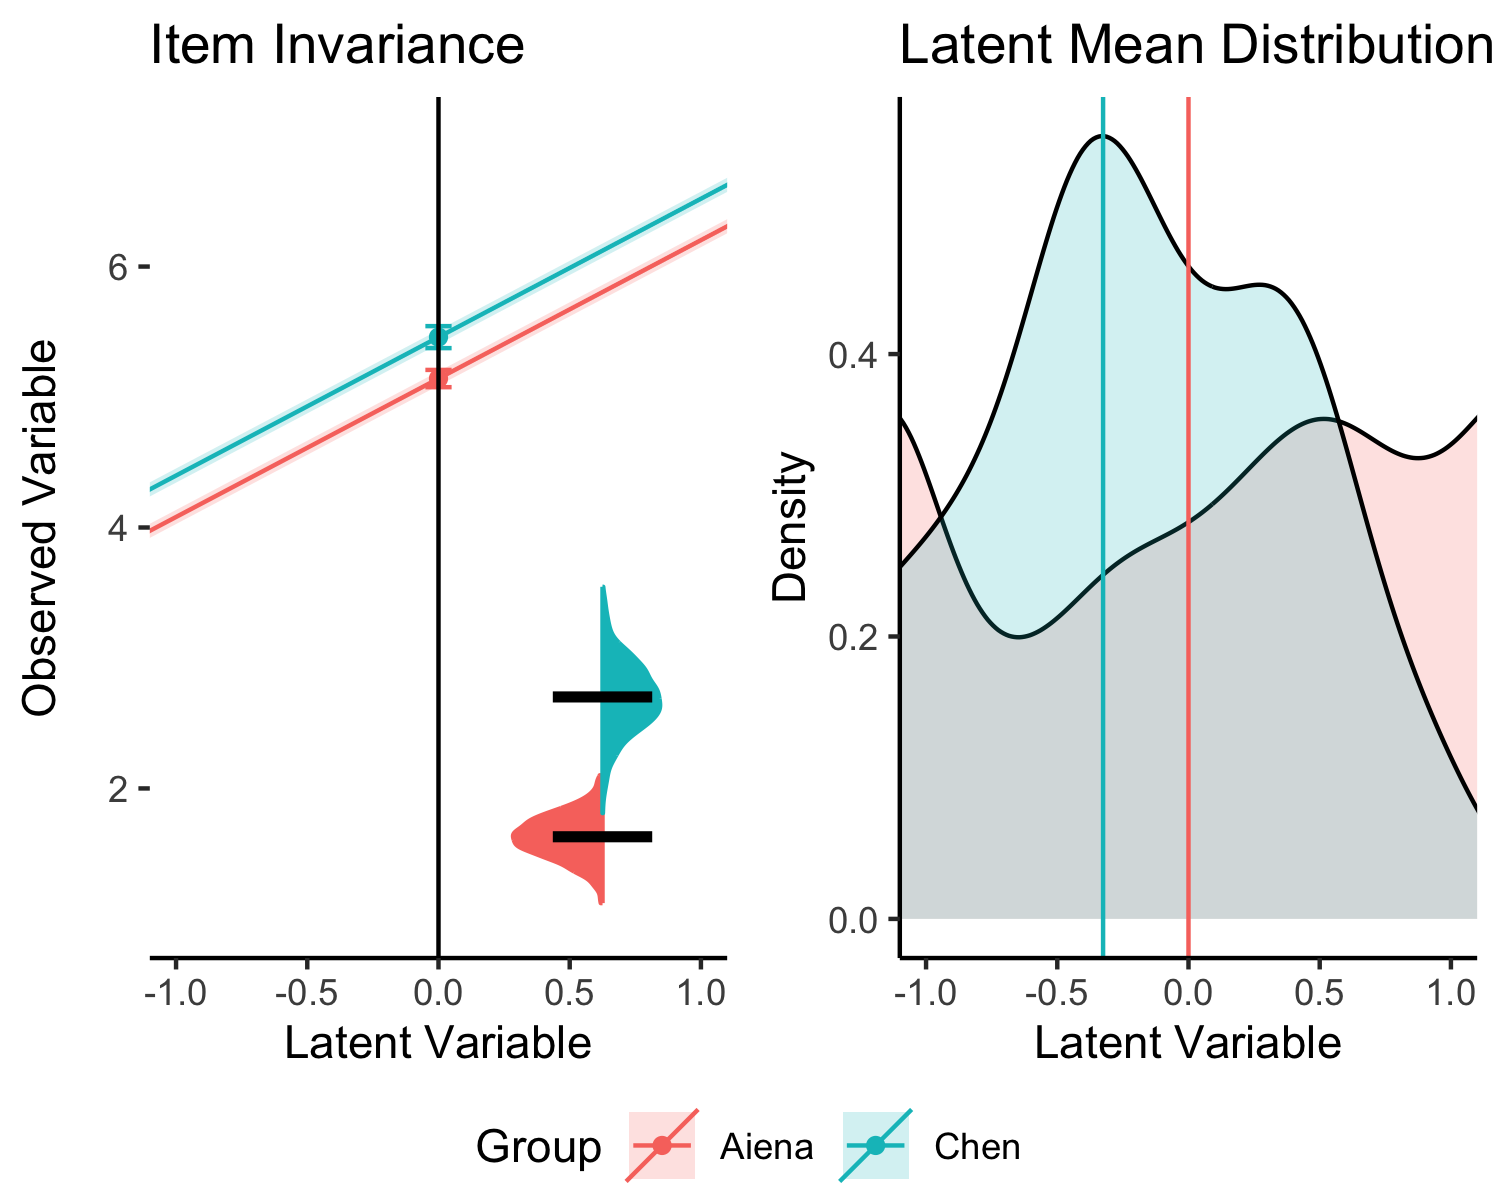 Item Invariance
Observed Variable
6
4
2
-1.0 -0.5 0.0 0.5 1.0
Latent Variable
Latent Mean Distribution
Density
0.4
0.2
0.0
-1.0 -0.5 0.0 0.5 1.0
Latent Variable
Group Aiena Chen